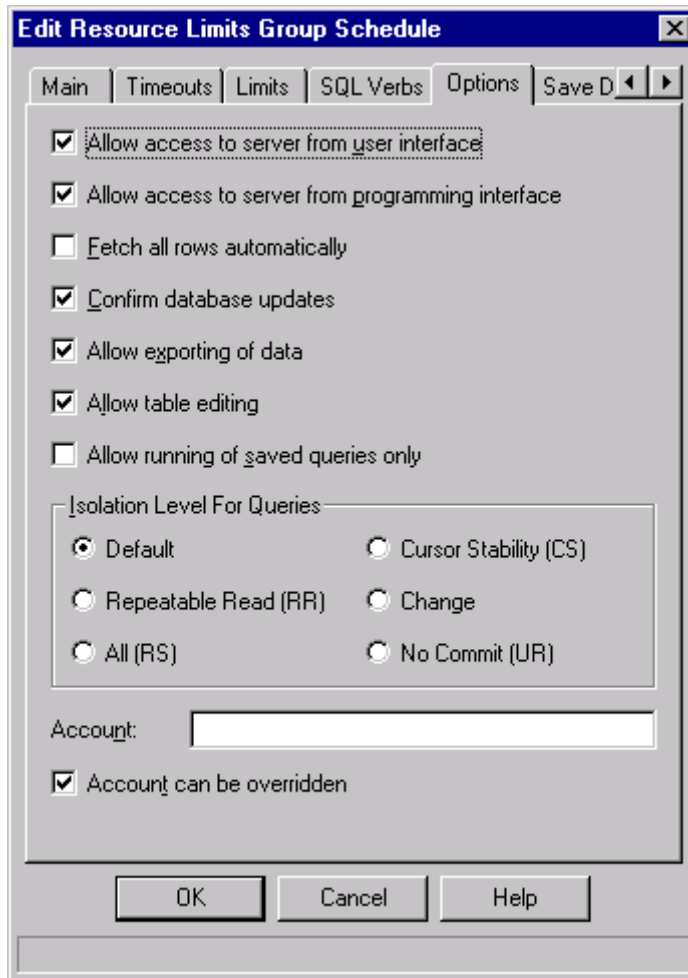 Edit Resource Limits Group Schedule
Main Timeouts Limits SQL Verbs Options Save D
Allow access to server from user interface
Allow access to server from programming interface
Fetch all rows automatically
Confirm database updates
Allow exporting of data
Allow table editing
Allow running of saved queries only
Isolation Level For Queries
Default Cursor Stability (CS)
Repeatable Read (RR) Change
All (RS) No Commit (UR)
Account:
Account can be overridden
OK Cancel Help